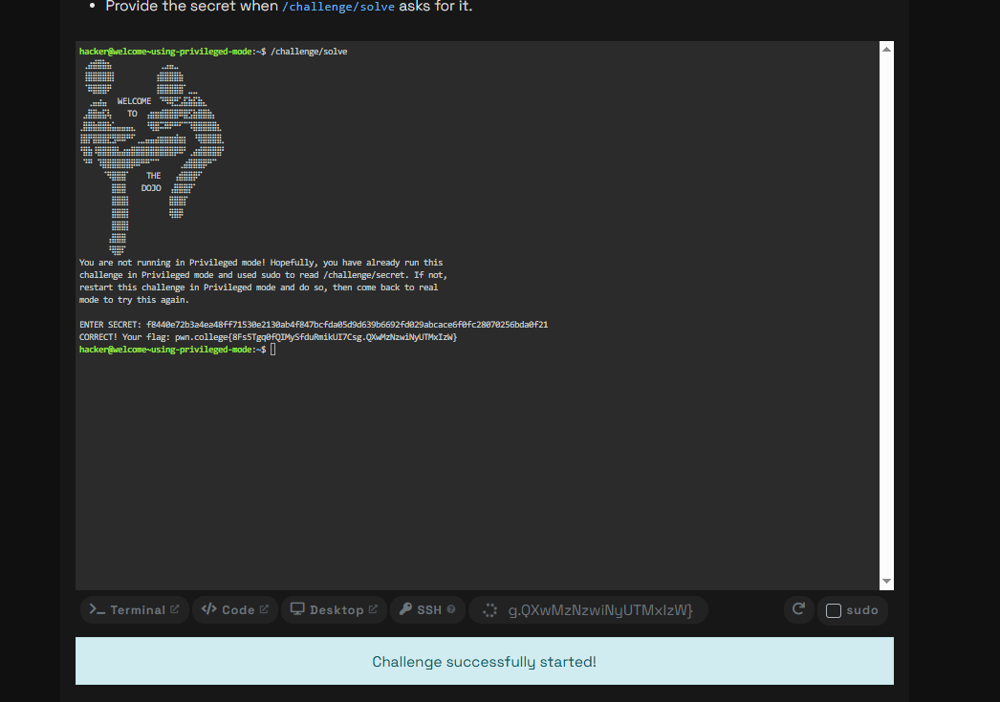 Provide the secret when /challenge/solve asks for it.
hacker@welcome~using-privileged-mode:~$ /challenge/solve
WELCOME
TO
THE
DOJO
You are not running in Privileged mode! Hopefully, you have already run this
challenge in Privileged mode and used sudo to read /challenge/secret. If not,
restart this challenge in Privileged mode and do so, then come back to real
mode to try this again.
ENTER SECRET: f8440e72b3a4ea48ff71530e2130ab4f847bcfda05d9d639b6692fd029abcace6f0fc28070256bda0f21
CORRECT! Your flag: pwn.college{8Fs5Tgq0fQIMySfduRmikUI7Csg.QXwMzNzwiNyUTMxIzW}
hacker@welcome~using-privileged-mode:~$
Terminal Code Desktop SSH g.QXwMzNzwiNyUTMxIzW} sudo
Challenge successfully started!